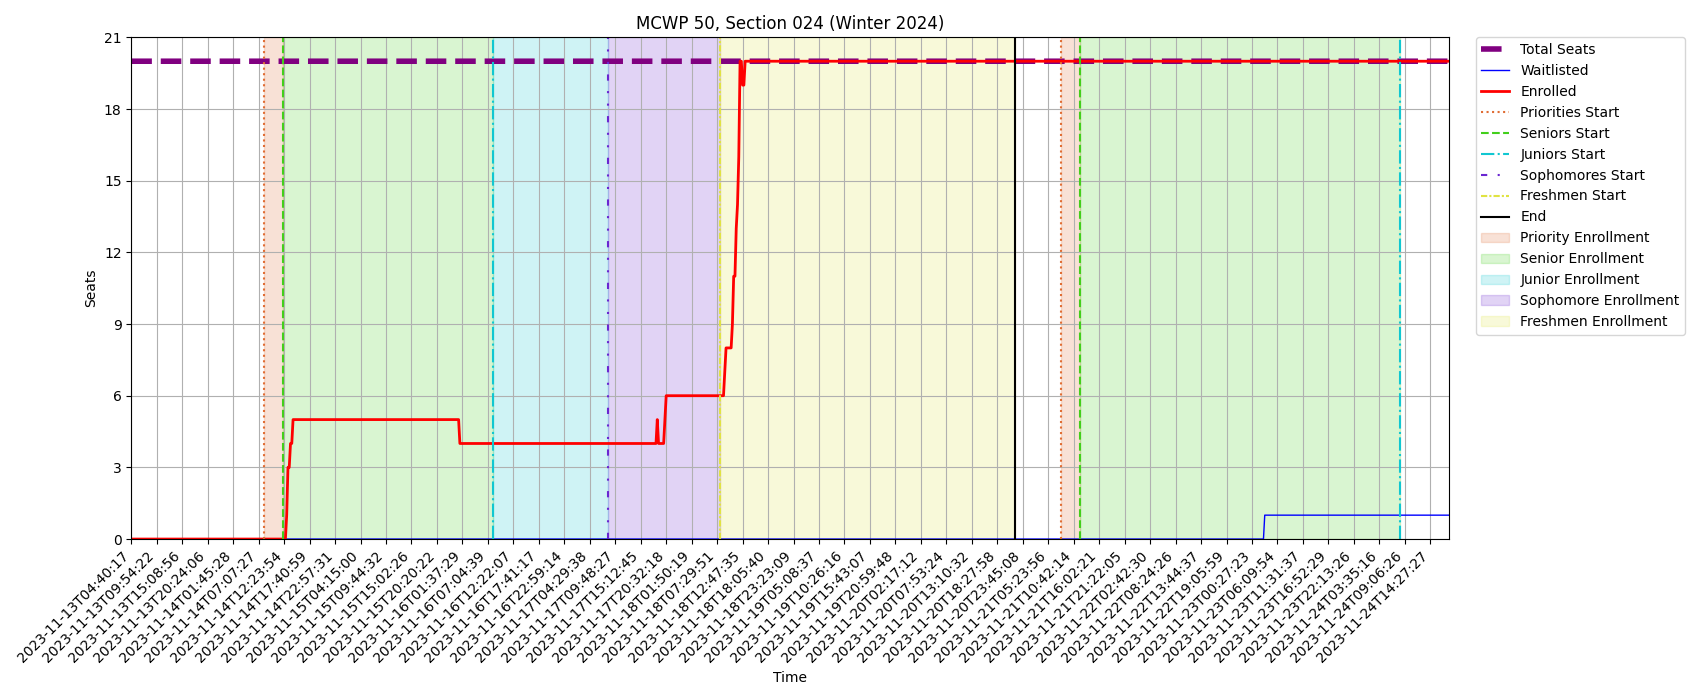 MCWP 50, Section 024 (Winter 2024)
21
18
15
12
9
6
3
0
Seats
2023-11-13T04:40:17
2023-11-13T09:54:22
2023-11-13T15:08:56
2023-11-13T20:24:06
2023-11-14T01:45:28
2023-11-14T07:07:27
2023-11-14T12:23:54
2023-11-14T17:40:59
2023-11-14T22:57:31
2023-11-15T04:15:00
2023-11-15T09:44:32
2023-11-15T15:02:26
2023-11-15T20:20:22
2023-11-16T01:37:29
2023-11-16T07:04:39
2023-11-16T12:22:07
2023-11-16T17:41:17
2023-11-16T22:59:14
2023-11-17T04:29:38
2023-11-17T09:48:27
2023-11-17T15:12:45
2023-11-17T20:32:18
2023-11-18T01:50:19
2023-11-18T07:29:51
2023-11-18T12:47:35
2023-11-18T18:05:40
2023-11-18T23:23:09
2023-11-19T05:08:37
2023-11-19T10:26:16
2023-11-19T15:43:07
2023-11-19T20:59:48
2023-11-20T02:17:12
2023-11-20T07:53:24
2023-11-20T13:10:32
2023-11-20T18:27:58
2023-11-20T23:45:08
2023-11-21T05:23:56
2023-11-21T10:42:14
2023-11-21T16:02:21
2023-11-21T21:22:05
2023-11-22T02:42:30
2023-11-22T08:24:26
2023-11-22T13:44:37
2023-11-22T19:05:59
2023-11-23T00:27:23
2023-11-23T06:09:54
2023-11-23T11:31:37
2023-11-23T16:52:29
2023-11-23T22:13:26
2023-11-24T03:35:16
2023-11-24T09:06:26
2023-11-24T14:27:27
Time
Total Seats
Waitlisted
Enrolled
Priorities Start
Seniors Start
Juniors Start
Sophomores Start
Freshmen Start
End
Priority Enrollment
Senior Enrollment
Junior Enrollment
Sophomore Enrollment
Freshmen Enrollment